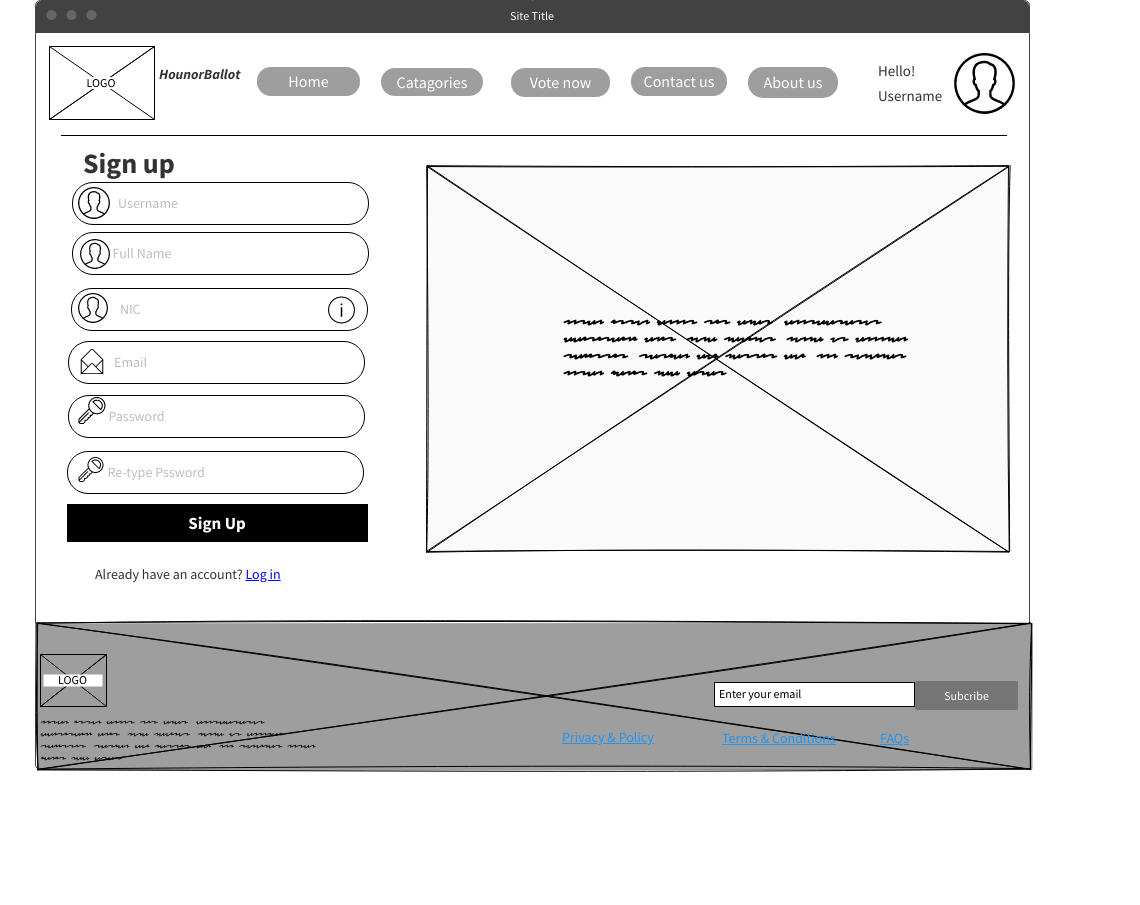 Site Title
LOGO
HounorBallot
Home
Catagories
Vote now
Contact us
About us
Hello!
Username
Sign up
Username
Full Name
NIC
i
Email
Password
Re-type Pssword
Sign Up
Already have an account? Log in
LOGO
Enter your email
Subcribe
Privacy & Policy
Terms & Conditions
FAQs